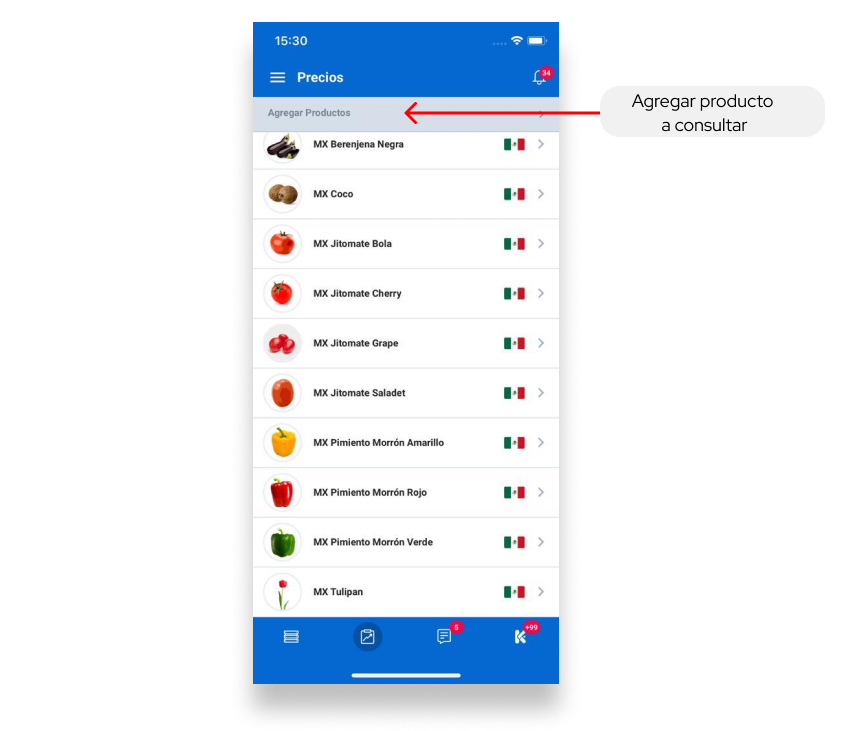 15:30
Precios
34
Agregar Productos
Agregar producto
a consultar
MX Berenjena Negra
MX Coco
MX Jitomate Bola
MX Jitomate Cherry
MX Jitomate Grape
MX Jitomate Saladet
MX Pimiento Morrón Amarillo
MX Pimiento Morrón Rojo
MX Pimiento Morrón Verde
MX Tulipan
5
+99